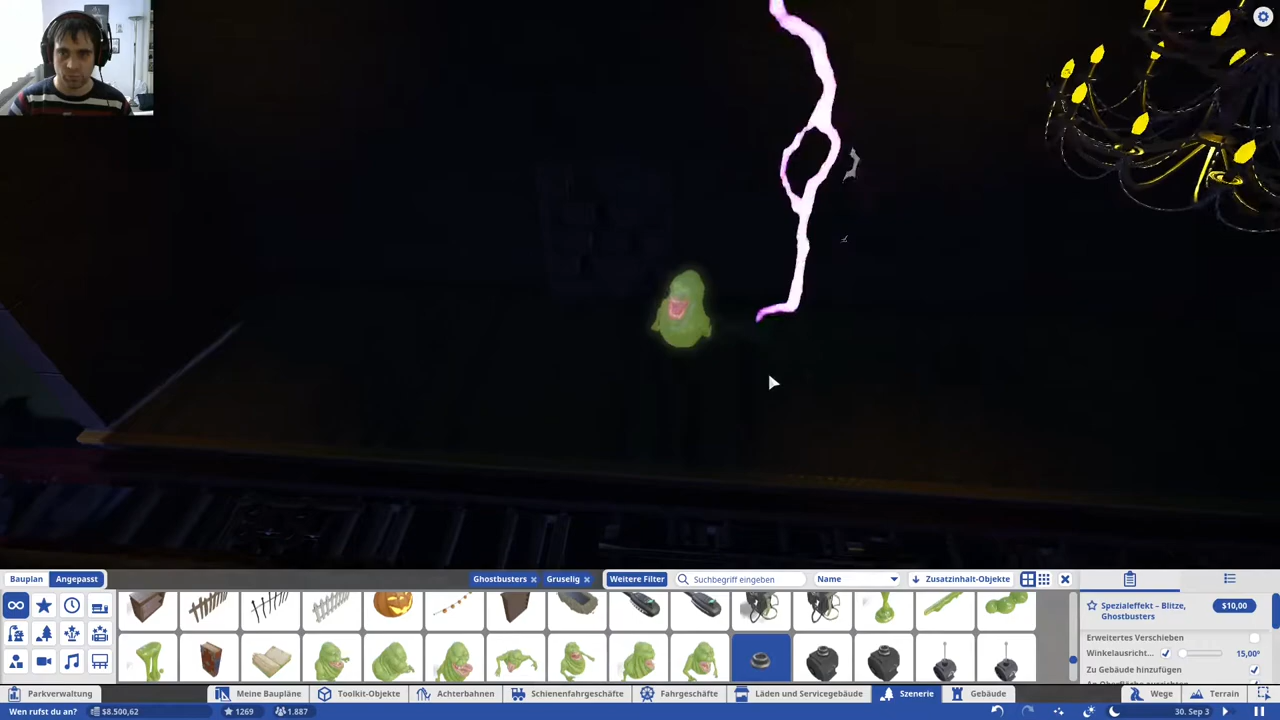 Bauplan Angepasst Ghostbusters × Gruselig × Weitere Filter Suchbegriff eingeben Name Zusatzinhalt-Objekte
Spezialeffekt – Blitze, Ghostbusters $10,00
Erweitertes Verschieben
Winkelausricht... 15,00°
Zu Gebäude hinzufügen
Parkverwaltung Meine Baupläne Toolkit-Objekte Achterbahnen Schienenfahrgeschäfte Fahrgeschäfte Läden und Servicegebäude Szenerie Gebäude Wege Terrain
Wen rufst du an? $8.500,62 1269 1.887 30. Sep 3